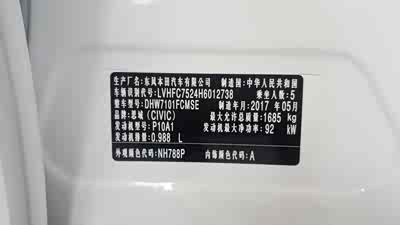 生产厂名:东风本田汽车有限公司 制造国:中华人民共和国
车辆识别代号:LVHFC7524H6012738 乘坐人数:5
整车型号:DHW7101FCMSE 制造年月:2017 年05月
品牌:思域(CIVIC) 最大允许总质量:1685 kg
发动机型号:P10A1 发动机最大净功率:92 kW
发动机排量:0.988 L
外观颜色:NH788P 内饰颜色:A